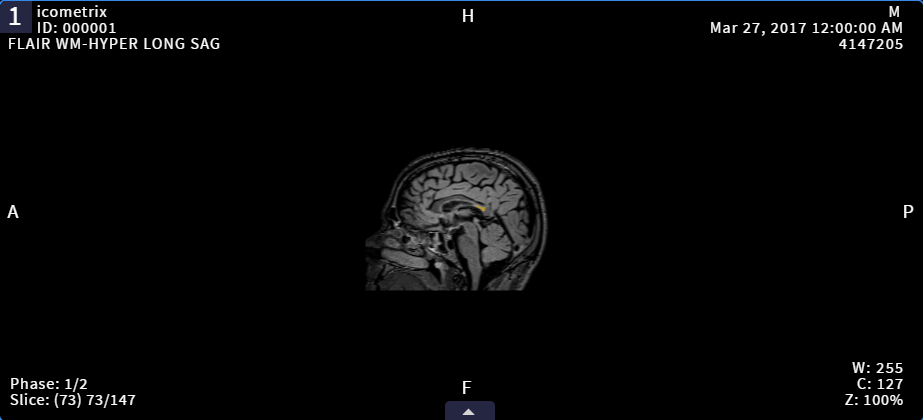 1
icometrix
ID: 000001
FLAIR WM-HYPER LONG SAG
H
M
Mar 27, 2017 12:00:00 AM
4147205
A
P
Phase: 1/2
Slice: (73) 73/147
F
W: 255
C: 127
Z: 100%